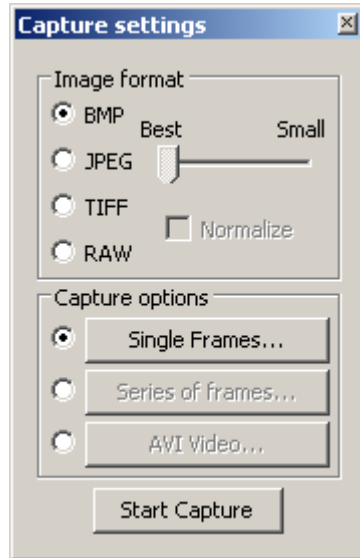 Capture settings
Image format
BMP
Best Small
JPEG
TIFF
Normalize
RAW
Capture options
Single Frames...
Series of frames...
AVI Video...
Start Capture